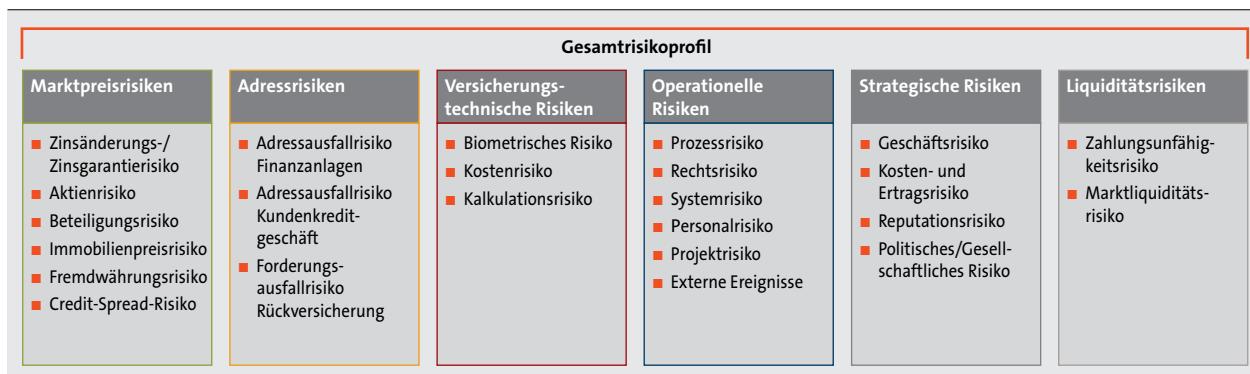 Gesamtrisikoprofil
Marktpreisrisiken
■ Zinsänderungs-/
Zinsgarantierisiko
■ Aktienrisiko
■ Beteiligungsrisiko
■ Immobilienpreisrisiko
■ Fremdwährungsrisiko
■ Credit-Spread-Risiko
Adressrisiken
■ Adressausfallrisiko
Finanzanlagen
■ Adressausfallrisiko
Kundenkredit-
geschäft
■ Forderungs-
ausfallrisiko
Rückversicherung
Versicherungs-
technische Risiken
■ Biometrisches Risiko
■ Kostenrisiko
■ Kalkulationsrisiko
Operationelle
Risiken
■ Prozessrisiko
■ Rechtsrisiko
■ Systemrisiko
■ Personalrisiko
■ Projektrisiko
■ Externe Ereignisse
Strategische Risiken
■ Geschäftsrisiko
■ Kosten- und
Ertragsrisiko
■ Reputationsrisiko
■ Politisches/Gesell-
schaftliches Risiko
Liquiditätsrisiken
■ Zahlungsunfähig-
keitsrisiko
■ Marktliquiditäts-
risiko